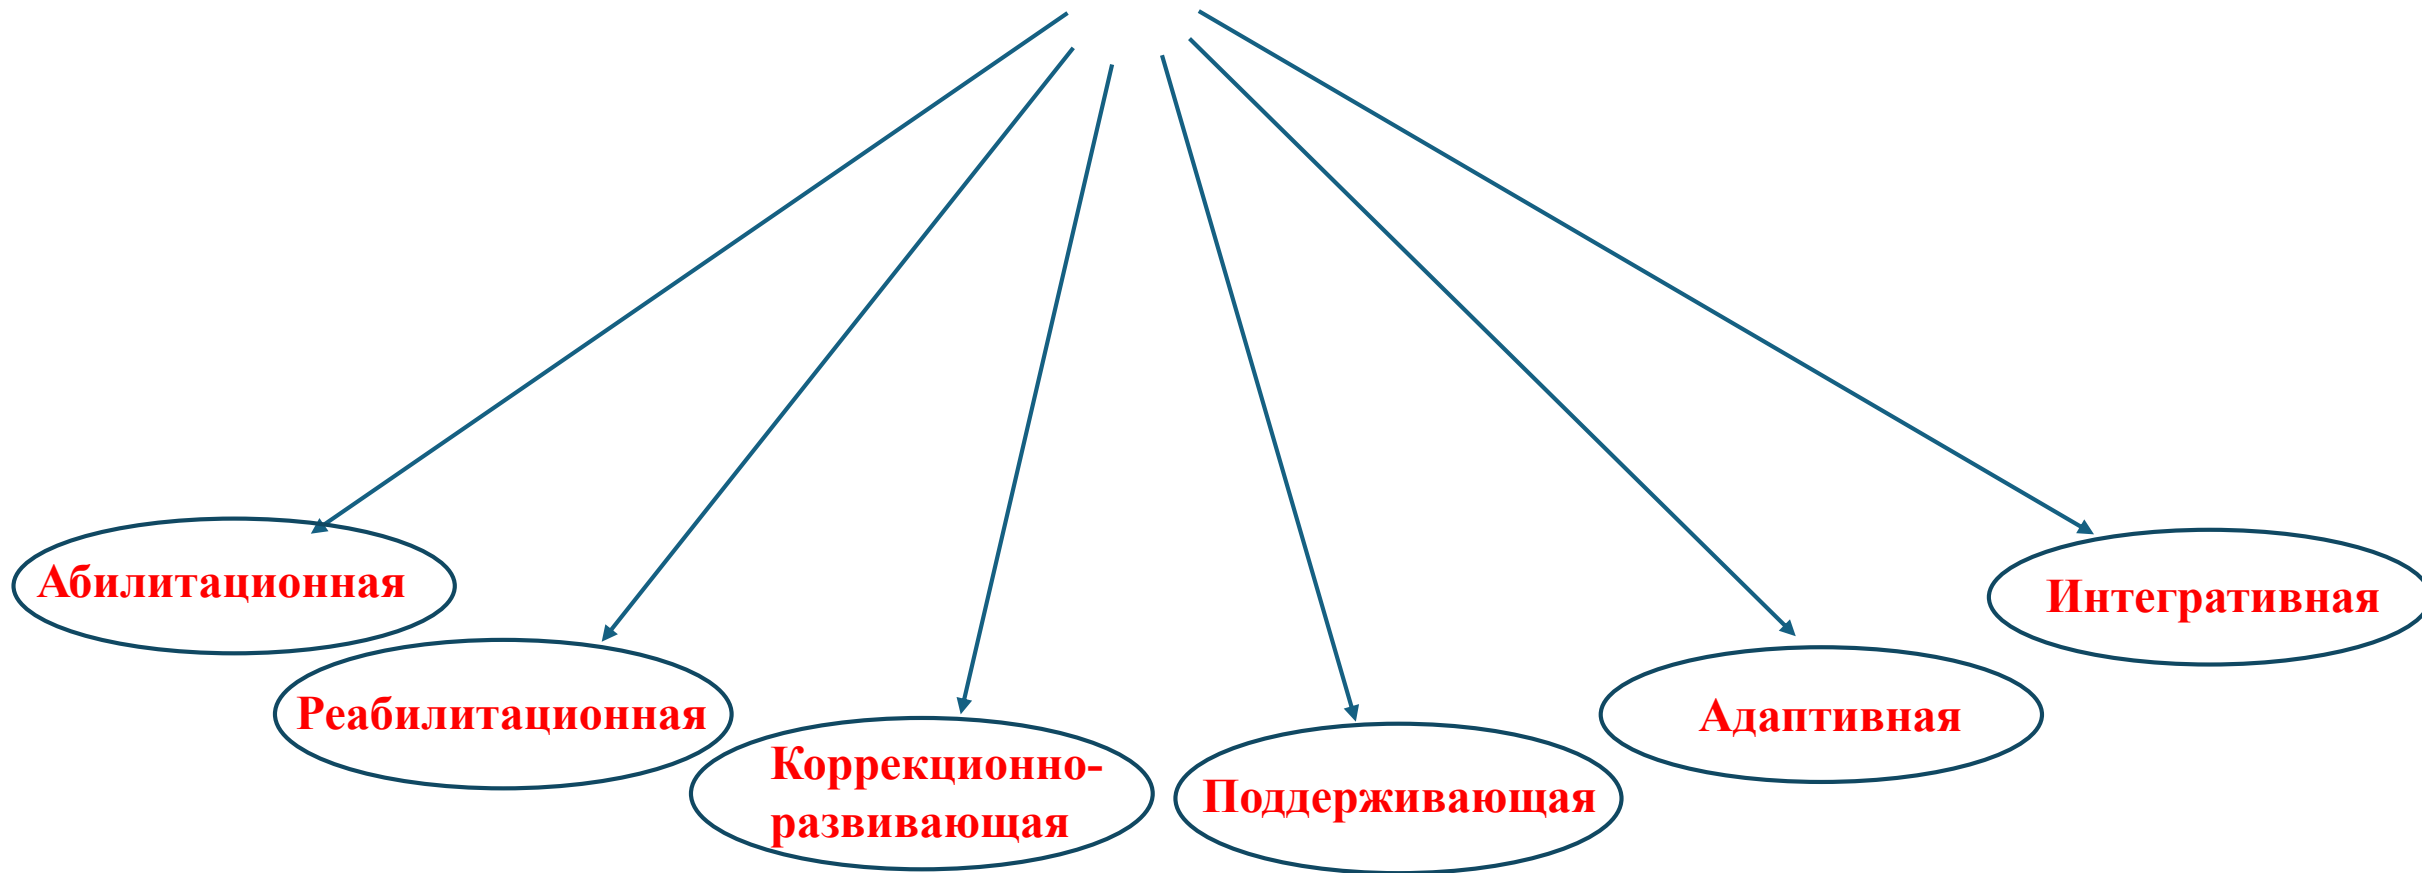 Абилитационная
Реабилитационная
Коррекционно-
развивающая
Поддерживающая
Адаптивная
Интегративная